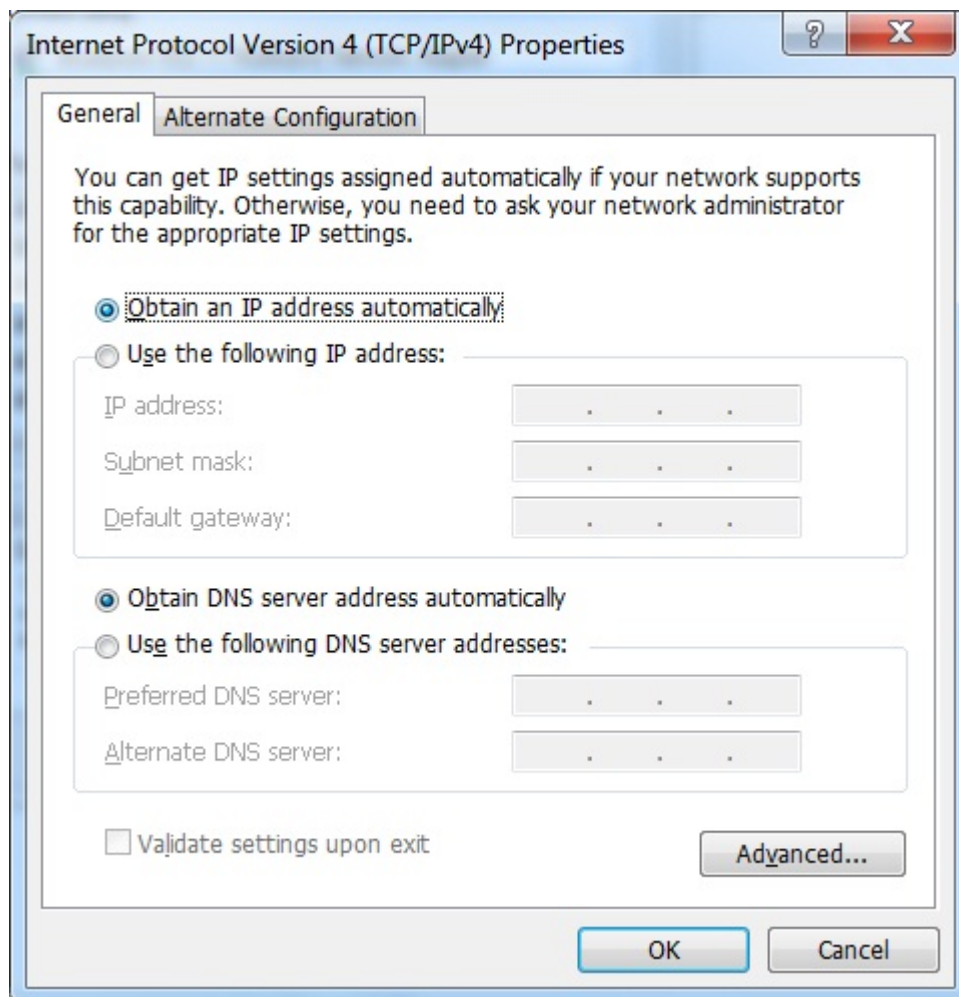 Internet Protocol Version 4 (TCP/IPv4) Properties
General
Alternate Configuration
You can get IP settings assigned automatically if your network supports
this capability. Otherwise, you need to ask your network administrator
for the appropriate IP settings.
Obtain an IP address automatically
Use the following IP address:
IP address:
Subnet mask:
Default gateway:
Obtain DNS server address automatically
Use the following DNS server addresses:
Preferred DNS server:
Alternate DNS server:
Validate settings upon exit
Advanced...
OK
Cancel